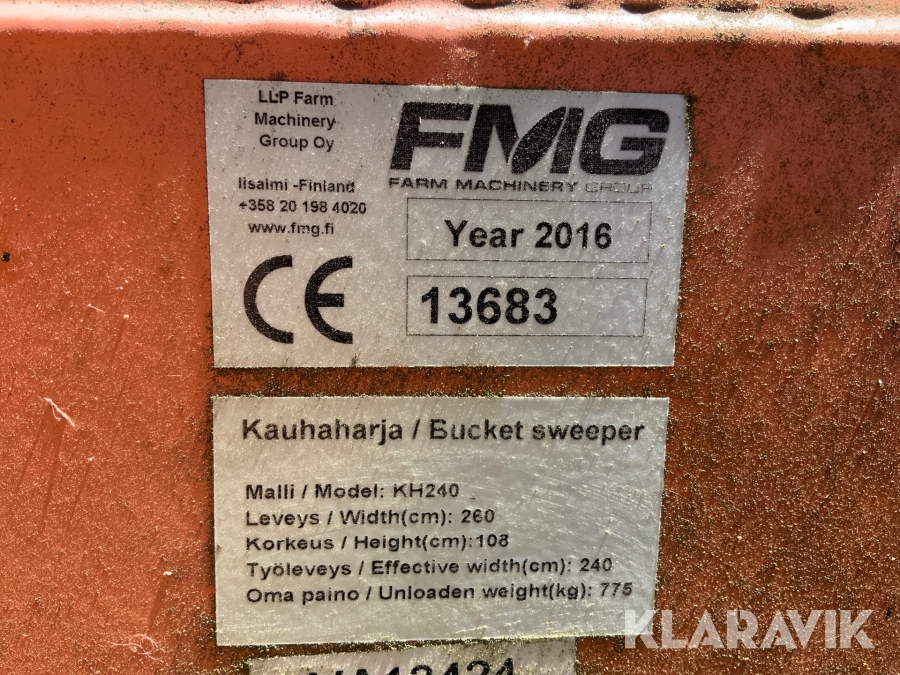 LLP Farm
Machinery
Group Oy
Iisalmi -Finland
+358 20 198 4020
www.fmg.fi
CE
FMG
FARM MACHINERY GROUP
Year 2016
13683
Kauhaharja / Bucket sweeper
Malli / Model: KH240
Leveys / Width(cm): 260
Korkeus / Height(cm):108
Työleveys / Effective width(cm): 240
Oma paino / Unloaden weight(kg): 775
KLARAVIK